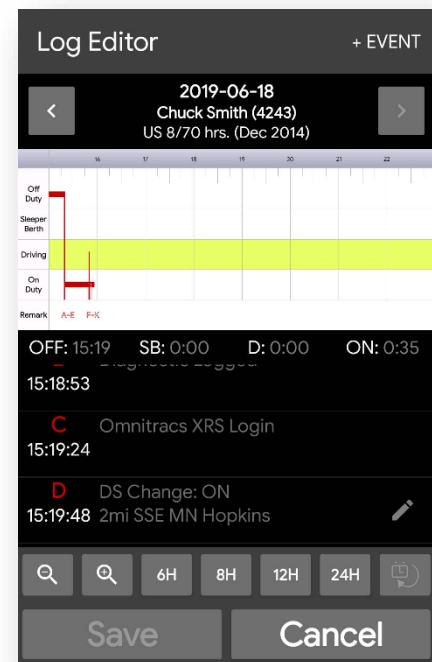 Log Editor + EVENT
2019-06-18
Chuck Smith (4243)
US 8/70 hrs. (Dec 2014)
16 17 18 19 20 21 22
Off
Duty
Sleeper
Berth
Driving
On
Duty
Remark A-E F-K
OFF: 15:19 SB: 0:00 D: 0:00 ON: 0:35
Diagnostic Logged
15:18:53
C Omnitracs XRS Login
15:19:24
D DS Change: ON
15:19:48 2mi SSE MN Hopkins
6H 8H 12H 24H
Save Cancel